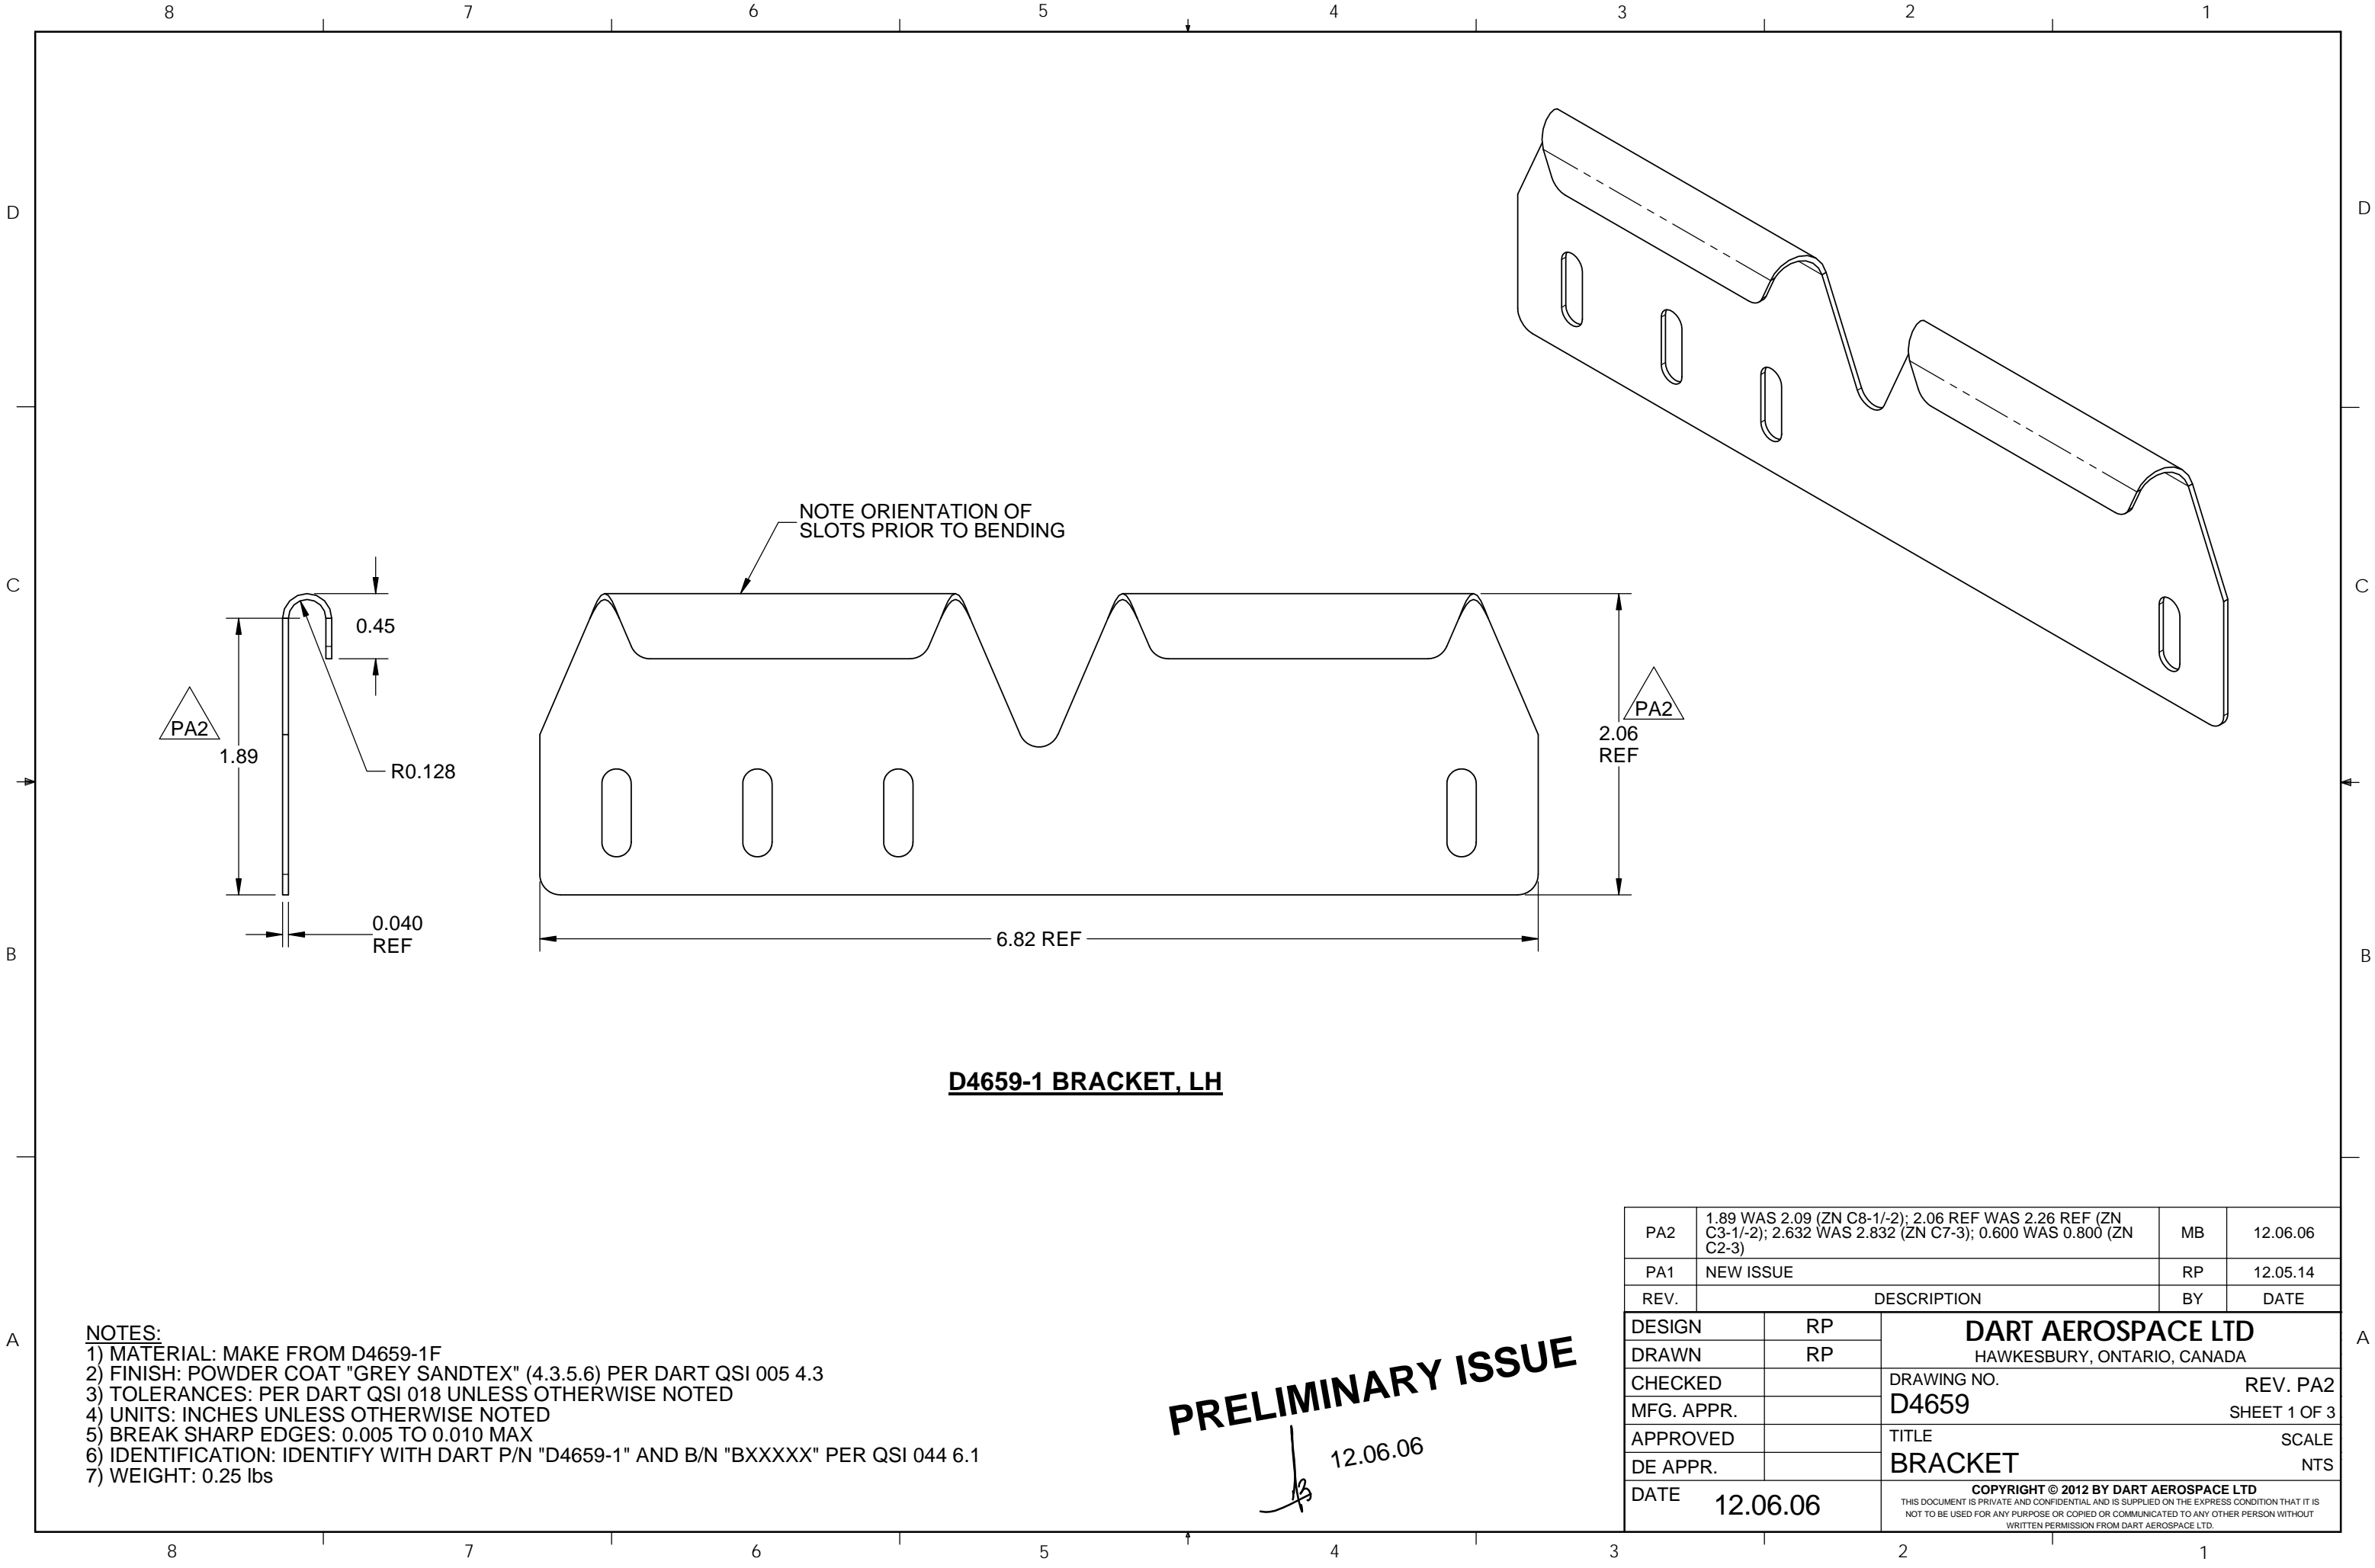 8 7 6 5 4 3 2 1
D D
NOTE ORIENTATION OF
SLOTS PRIOR TO BENDING
C C
0.45
PA2
1.89
R0.128
PA2
2.06
REF
0.040
REF
6.82 REF
B B
D4659-1 BRACKET, LH
PA2 1.89 WAS 2.09 (ZN C8-1/-2); 2.06 REF WAS 2.26 REF (ZN
C3-1/-2); 2.632 WAS 2.832 (ZN C7-3); 0.600 WAS 0.800 (ZN
C2-3) MB 12.06.06
PA1 NEW ISSUE RP 12.05.14
REV. DESCRIPTION BY DATE
A A
NOTES:
1) MATERIAL: MAKE FROM D4659-1F
2) FINISH: POWDER COAT "GREY SANDTEX" (4.3.5.6) PER DART QSI 005 4.3
3) TOLERANCES: PER DART QSI 018 UNLESS OTHERWISE NOTED
4) UNITS: INCHES UNLESS OTHERWISE NOTED
5) BREAK SHARP EDGES: 0.005 TO 0.010 MAX
6) IDENTIFICATION: IDENTIFY WITH DART P/N "D4659-1" AND B/N "BXXXXX" PER QSI 044 6.1
7) WEIGHT: 0.25 lbs
PRELIMINARY ISSUE
12.06.06
DESIGN RP
DRAWN RP
CHECKED
MFG. APPR.
APPROVED
DE APPR.
DATE 12.06.06
DART AEROSPACE LTD
HAWKESBURY, ONTARIO, CANADA
DRAWING NO. REV. PA2
D4659 SHEET 1 OF 3
TITLE SCALE
BRACKET NTS
COPYRIGHT © 2012 BY DART AEROSPACE LTD
THIS DOCUMENT IS PRIVATE AND CONFIDENTIAL AND IS SUPPLIED ON THE EXPRESS CONDITION THAT IT IS
NOT TO BE USED FOR ANY PURPOSE OR COPIED OR COMMUNICATED TO ANY OTHER PERSON WITHOUT
WRITTEN PERMISSION FROM DART AEROSPACE LTD.
8 7 6 5 4 3 2 1